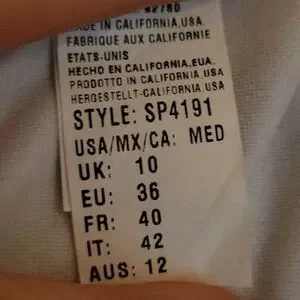 MADE IN CALIFORNIA,USA.
FABRIQUE AUX CALIFORNIE
ETATS-UNIS
HECHO EN CALIFORNIA,EUA.
PRODOTTO IN CALIFORNIA,USA.
HERGESTELLT-CALIFORNIA,USA.
STYLE: SP4191
USA/MX/CA: MED
UK: 10
EU: 36
FR: 40
IT: 42
AUS: 12